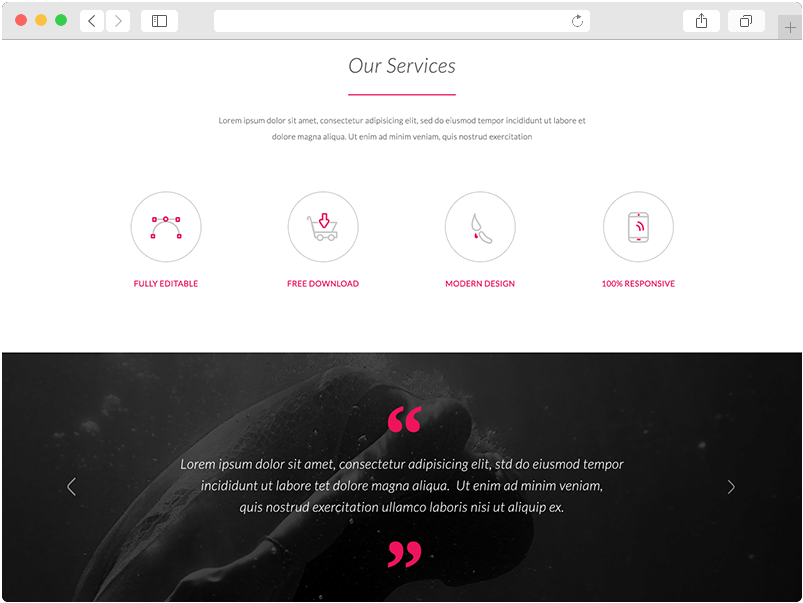 Our Services
Lorem ipsum dolor sit amet, consectetur adipisicing elit, sed do eiusmod tempor incididunt ut labore et
dolore magna aliqua. Ut enim ad minim veniam, quis nostrud exercitation
FULLY EDITABLE FREE DOWNLOAD MODERN DESIGN 100% RESPONSIVE
“
Lorem ipsum dolor sit amet, consectetur adipisicing elit, std do eiusmod tempor
incididunt ut labore tet dolore magna aliqua. Ut enim ad minim veniam,
quis nostrud exercitation ullamco laboris nisi ut aliquip ex.
”